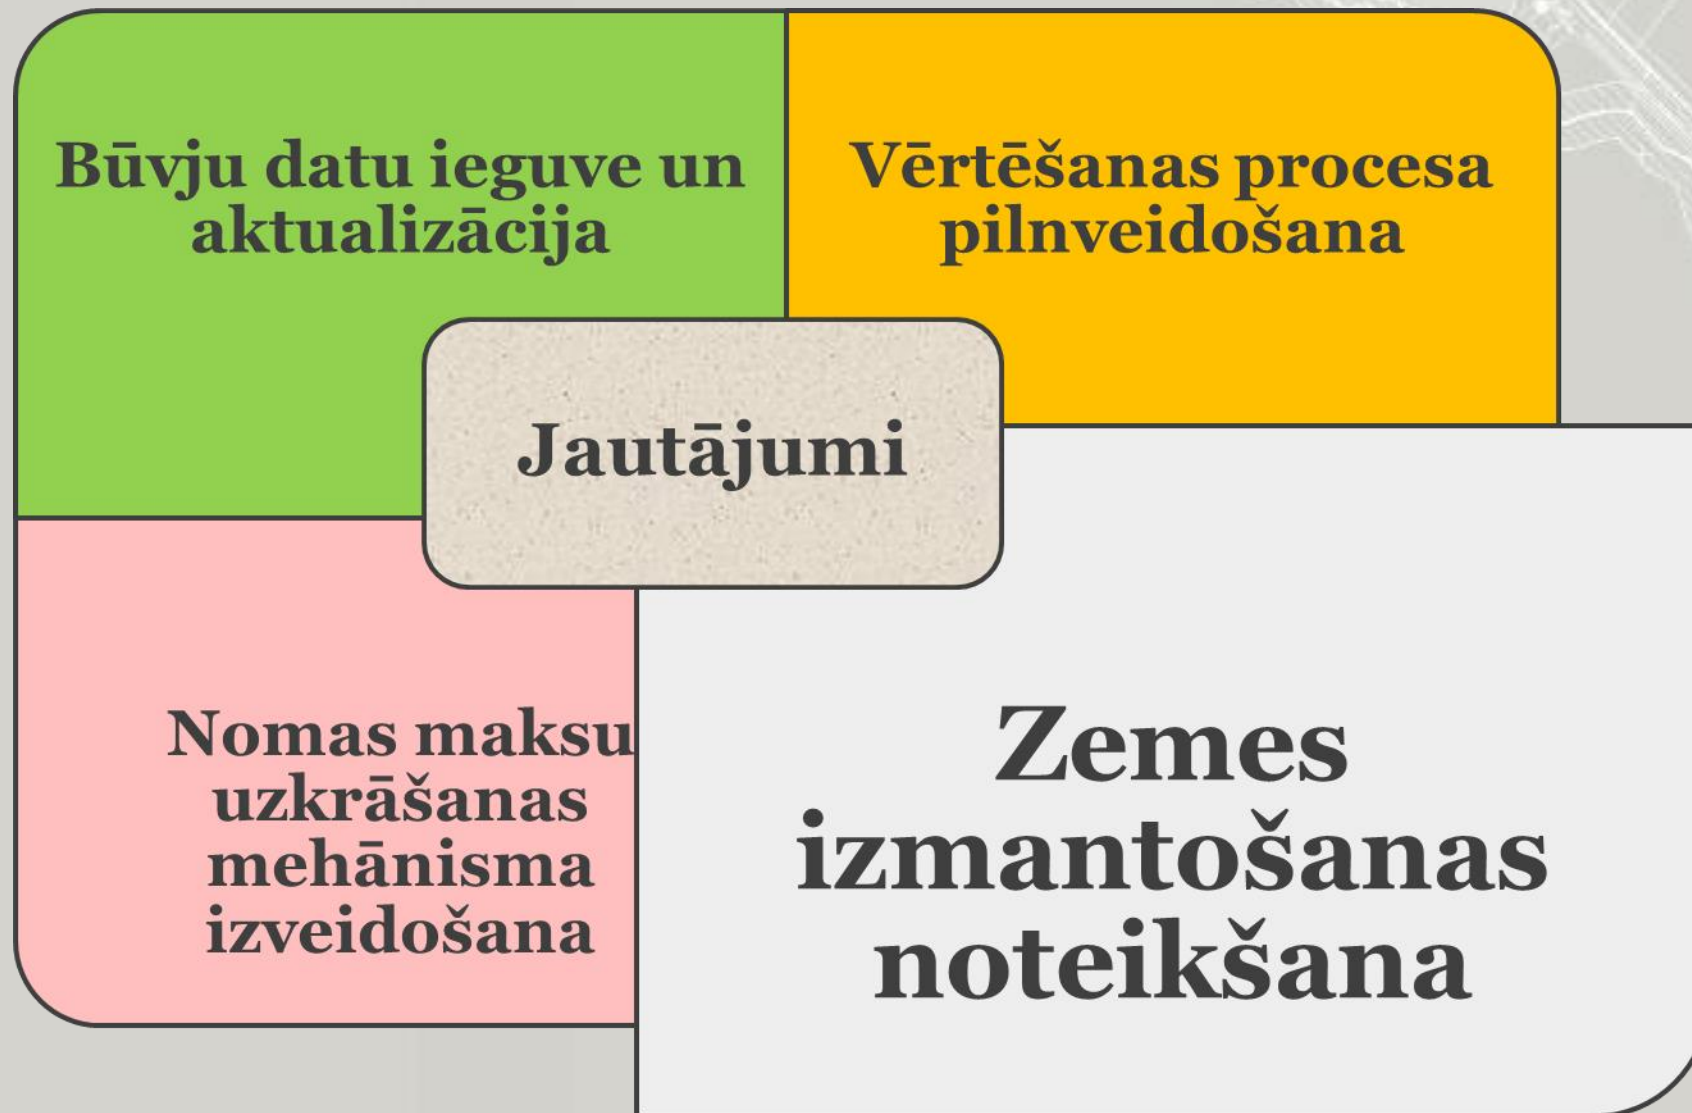 Būvju datu ieguve un
aktualizācija
Vērtēšanas procesa
pilnveidošana
Jautājumi
Nomas maksu
uzkrāšanas
mehānisma
izveidošana
Zemes
izmantošanas
noteikšana